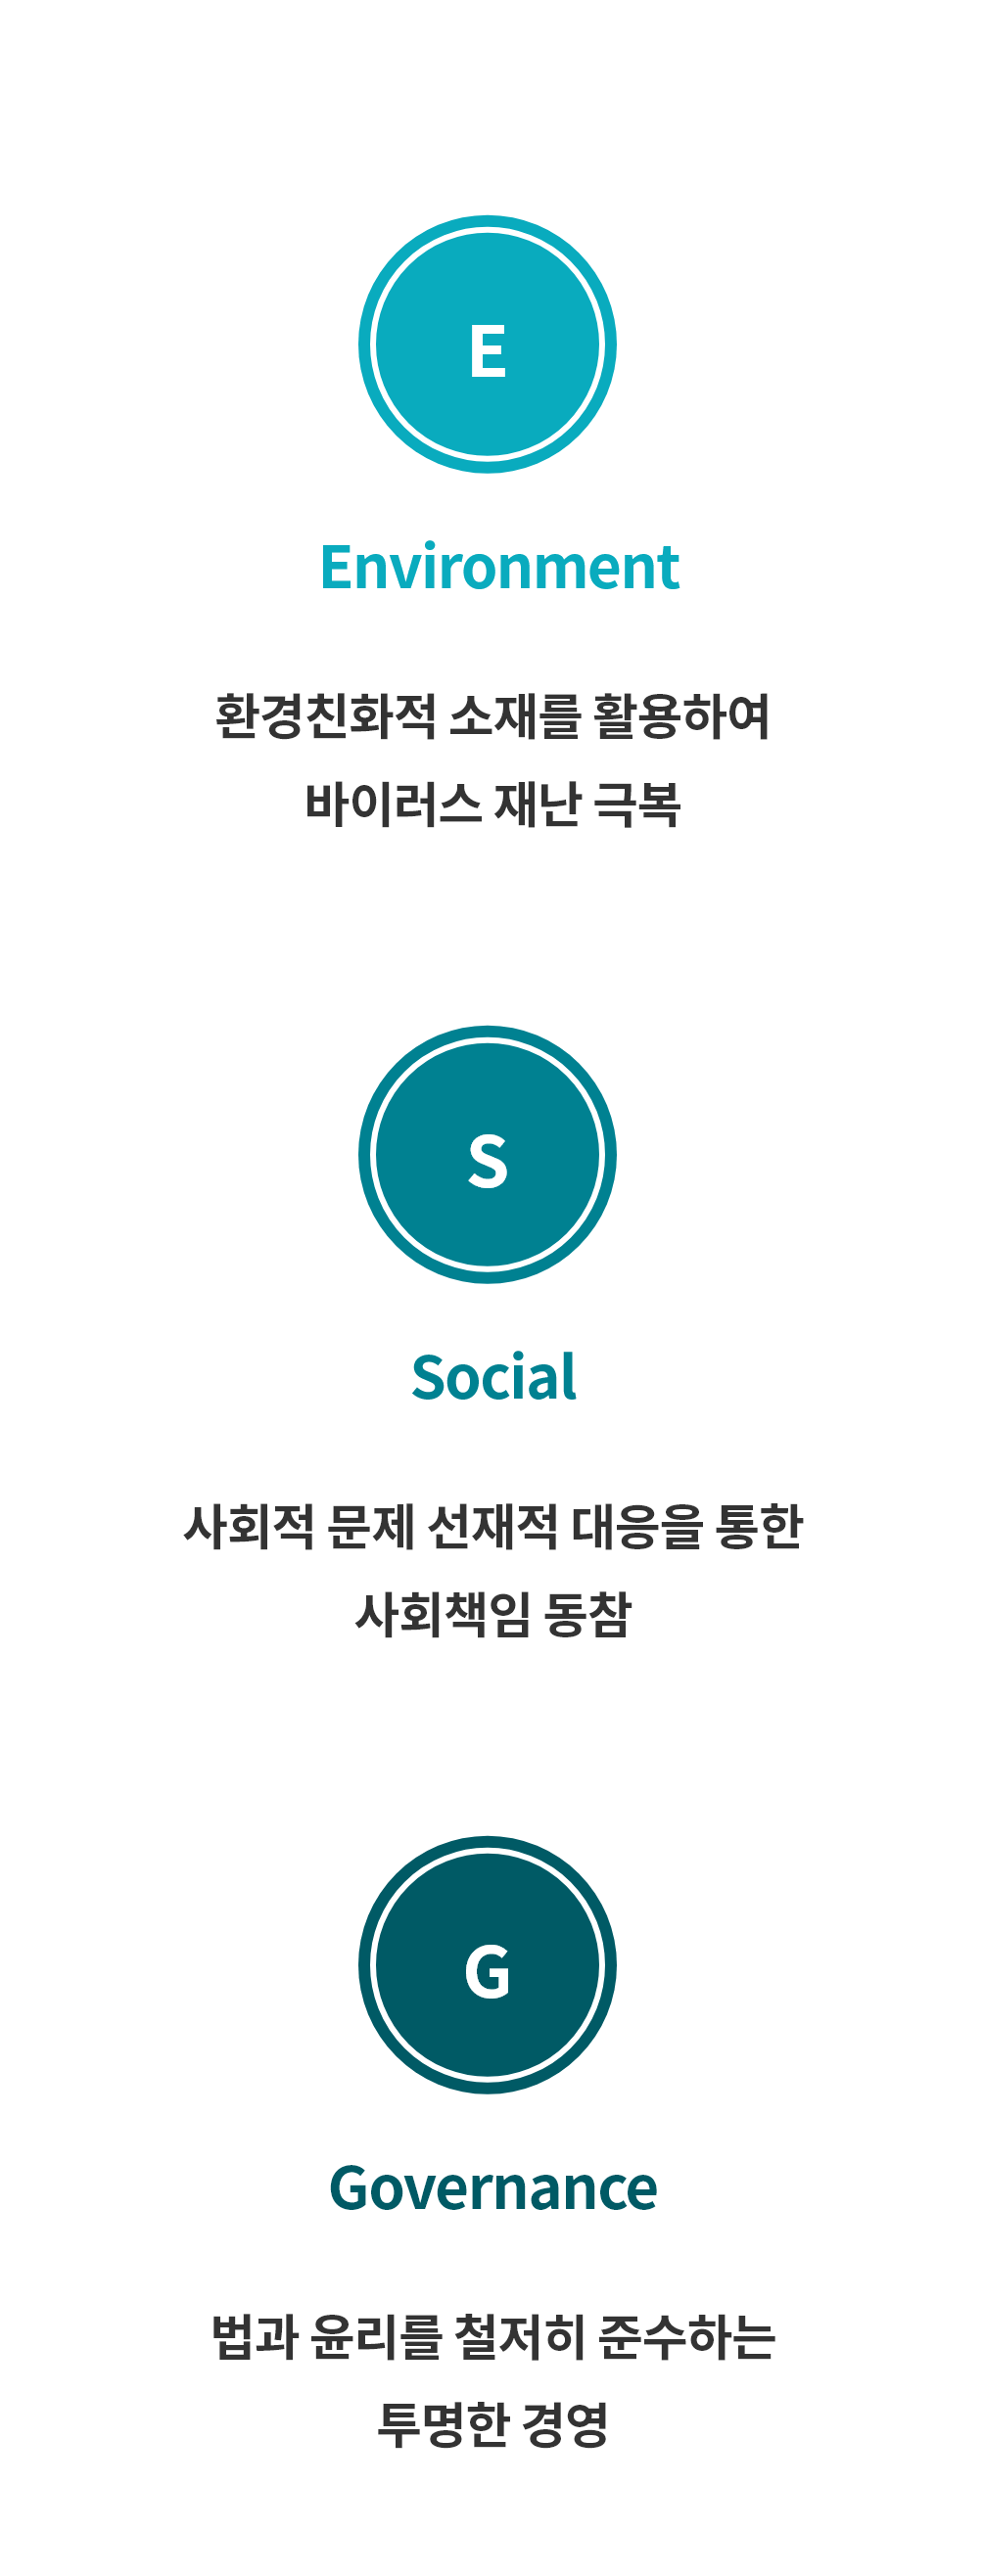 E
Environment
환경친화적 소재를 활용하여
바이러스 재난 극복
S
Social
사회적 문제 선재적 대응을 통한
사회책임 동참
G
Governance
법과 윤리를 철저히 준수하는
투명한 경영